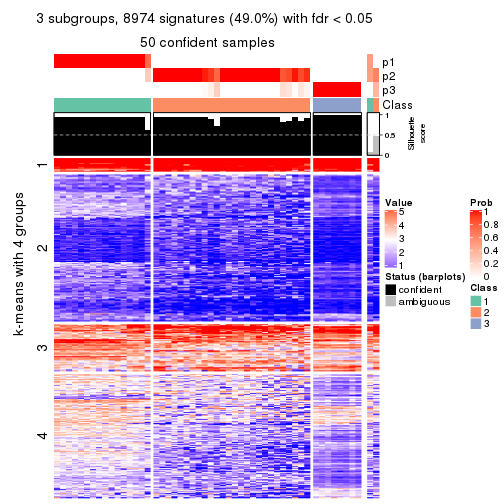 3 subgroups, 8974 signatures (49.0%) with fdr < 0.05
50 confident samples
p1
p2
p3
Class
1
0.5
0
Silhouette
score
k-means with 4 groups
1
2
3
4
Value
5
4
3
2
1
Status (barplots)
confident
ambiguous
Prob
1
0.8
0.6
0.4
0.2
0
Class
1
2
3